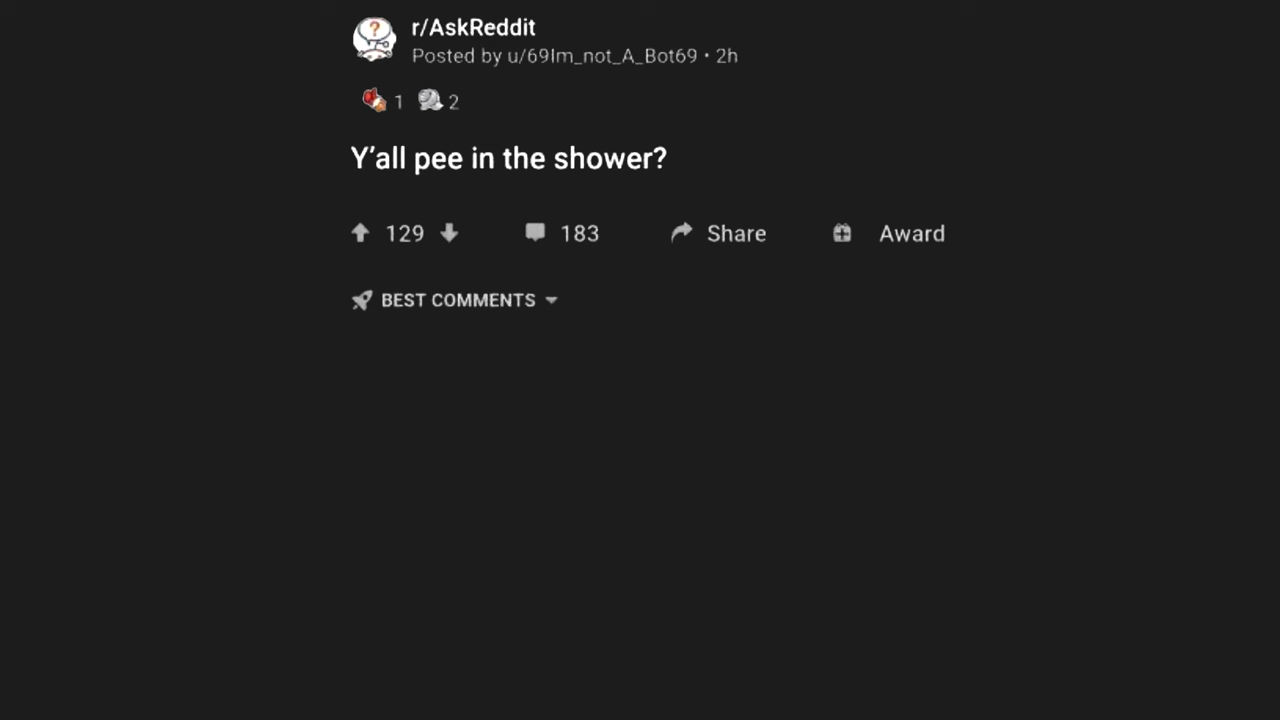 r/AskReddit
Posted by u/69Im_not_A_Bot69 • 2h
1 2
Y’all pee in the shower?
129 183 Share Award
BEST COMMENTS